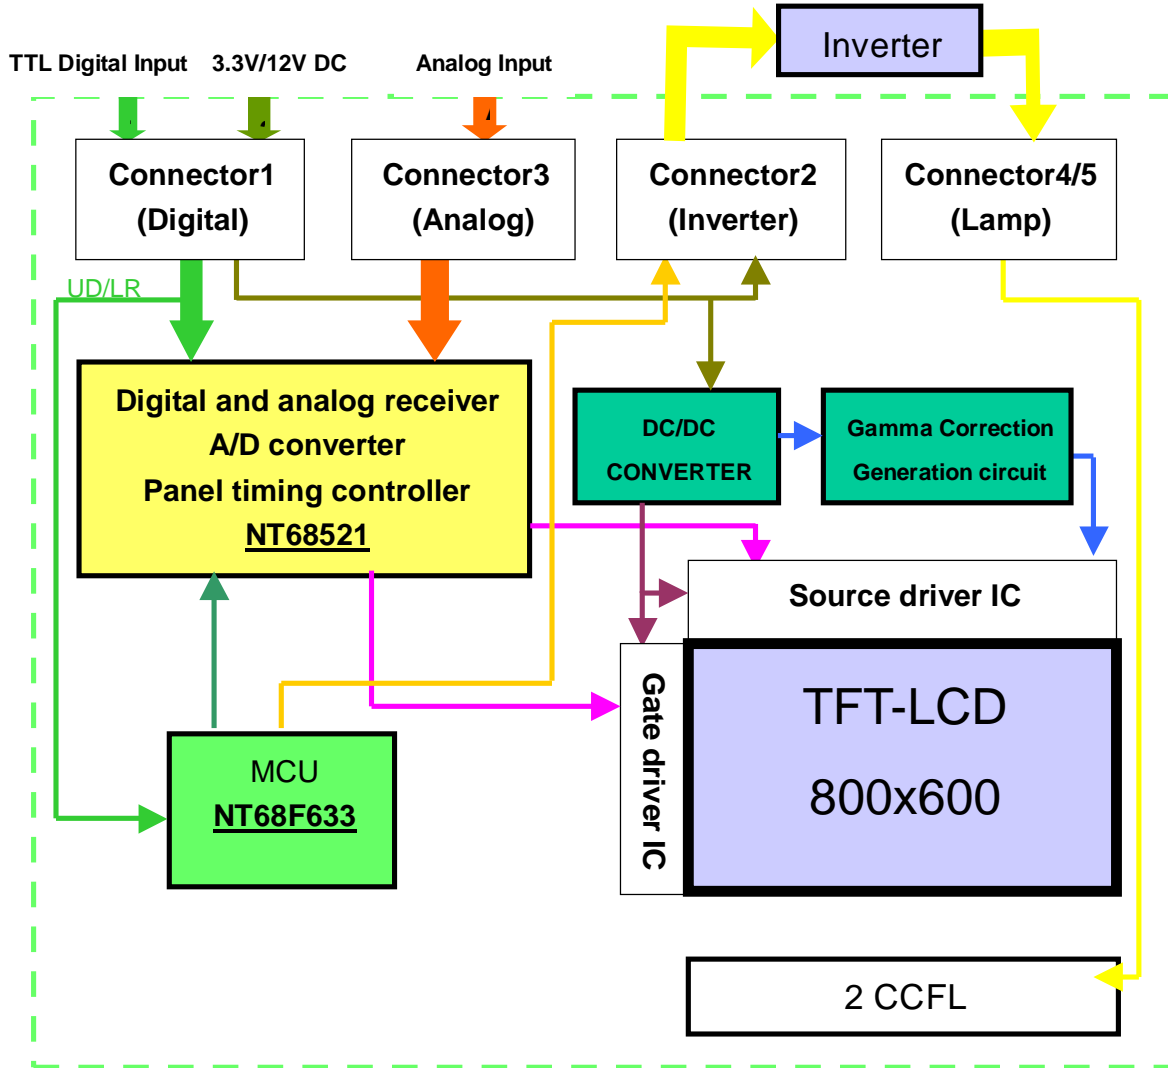 Inverter
TTL Digital Input
3.3V/12V DC
Analog Input
Connector1
(Digital)
Connector3
(Analog)
Connector2
(Inverter)
Connector4/5
(Lamp)
UD/LR
Digital and analog receiver
A/D converter
Panel timing controller
NT68521
DC/DC
CONVERTER
Gamma Correction
Generation circuit
Source driver IC
Gate driver IC
TFT-LCD
800x600
MCU
NT68F633
2 CCFL